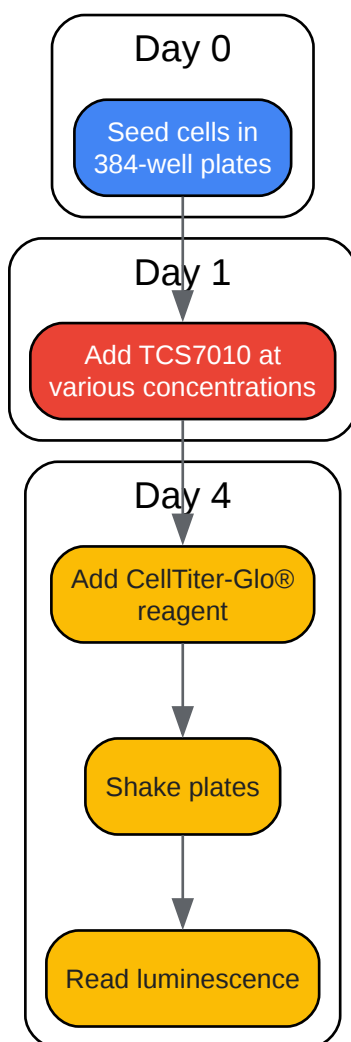 Day 0
Seed cells in
384-well plates
Day 1
Add TCS7010 at
various concentrations
Day 4
Add CellTiter-Glo®
reagent
Shake plates
Read luminescence